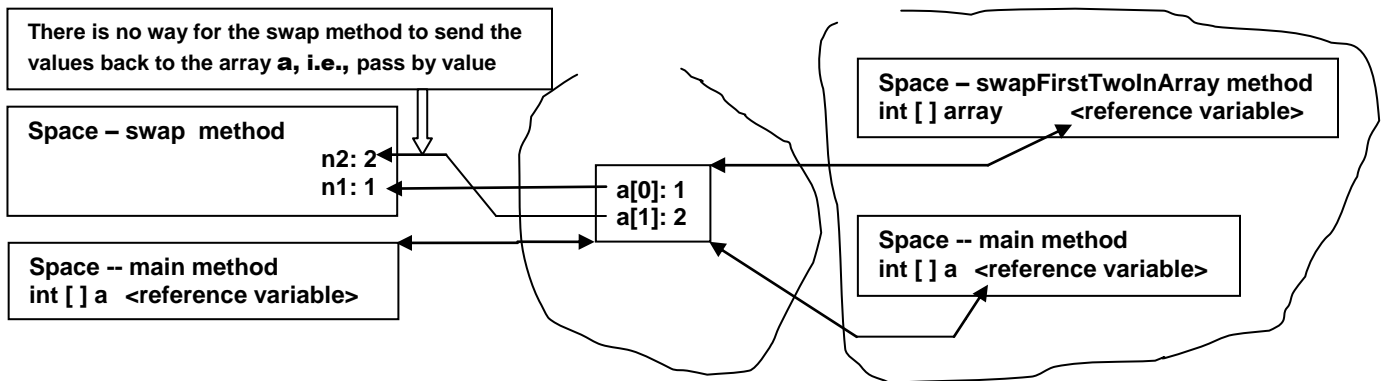 There is no way for the swap method to send the
values back to the array a, i.e., pass by value
Space – swap method
n2: 2
n1: 1
Space -- main method
int [ ] a <reference variable>
a[0]: 1
a[1]: 2
Space – swapFirstTwoInArray method
int [ ] array <reference variable>
Space -- main method
int [ ] a <reference variable>